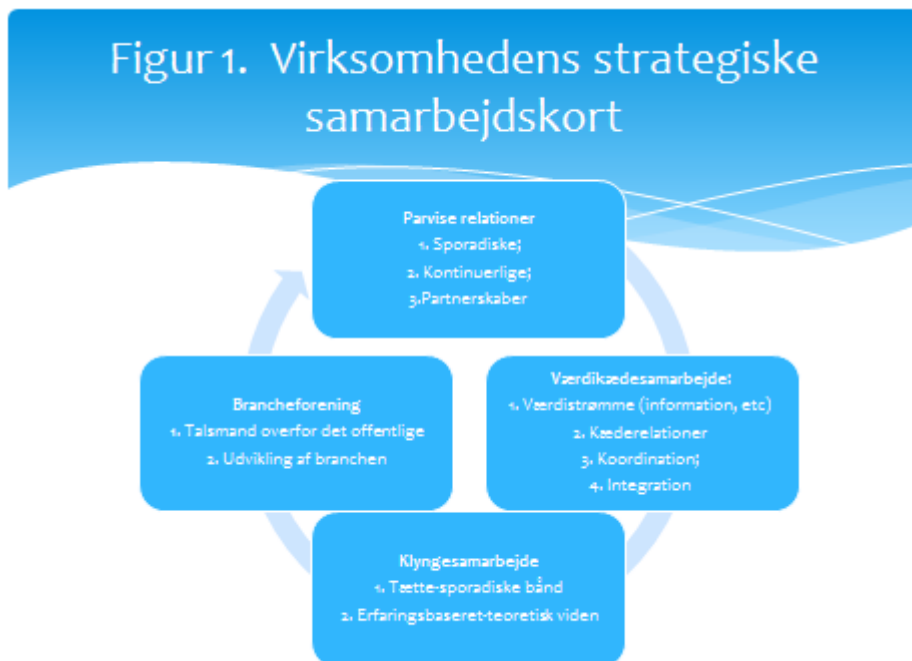 Figur 1. Virksomhedens strategiske
samarbejdskort
Parvise relationer
1. Sporadiske;
2. Kontinuerlige;
3.Partnerskaber
Værdikædesamarbejde:
1. Værdistrømme (information, etc)
2. Kæderelationer
3. Koordination;
4. Integration
Klyngesamarbejde
1. Tætte-sporadiske bånd
2. Erfaringsbaseret-teoretisk viden
Brancheforening
1. Talsmand overfor det offentlige
2. Udvikling af branchen